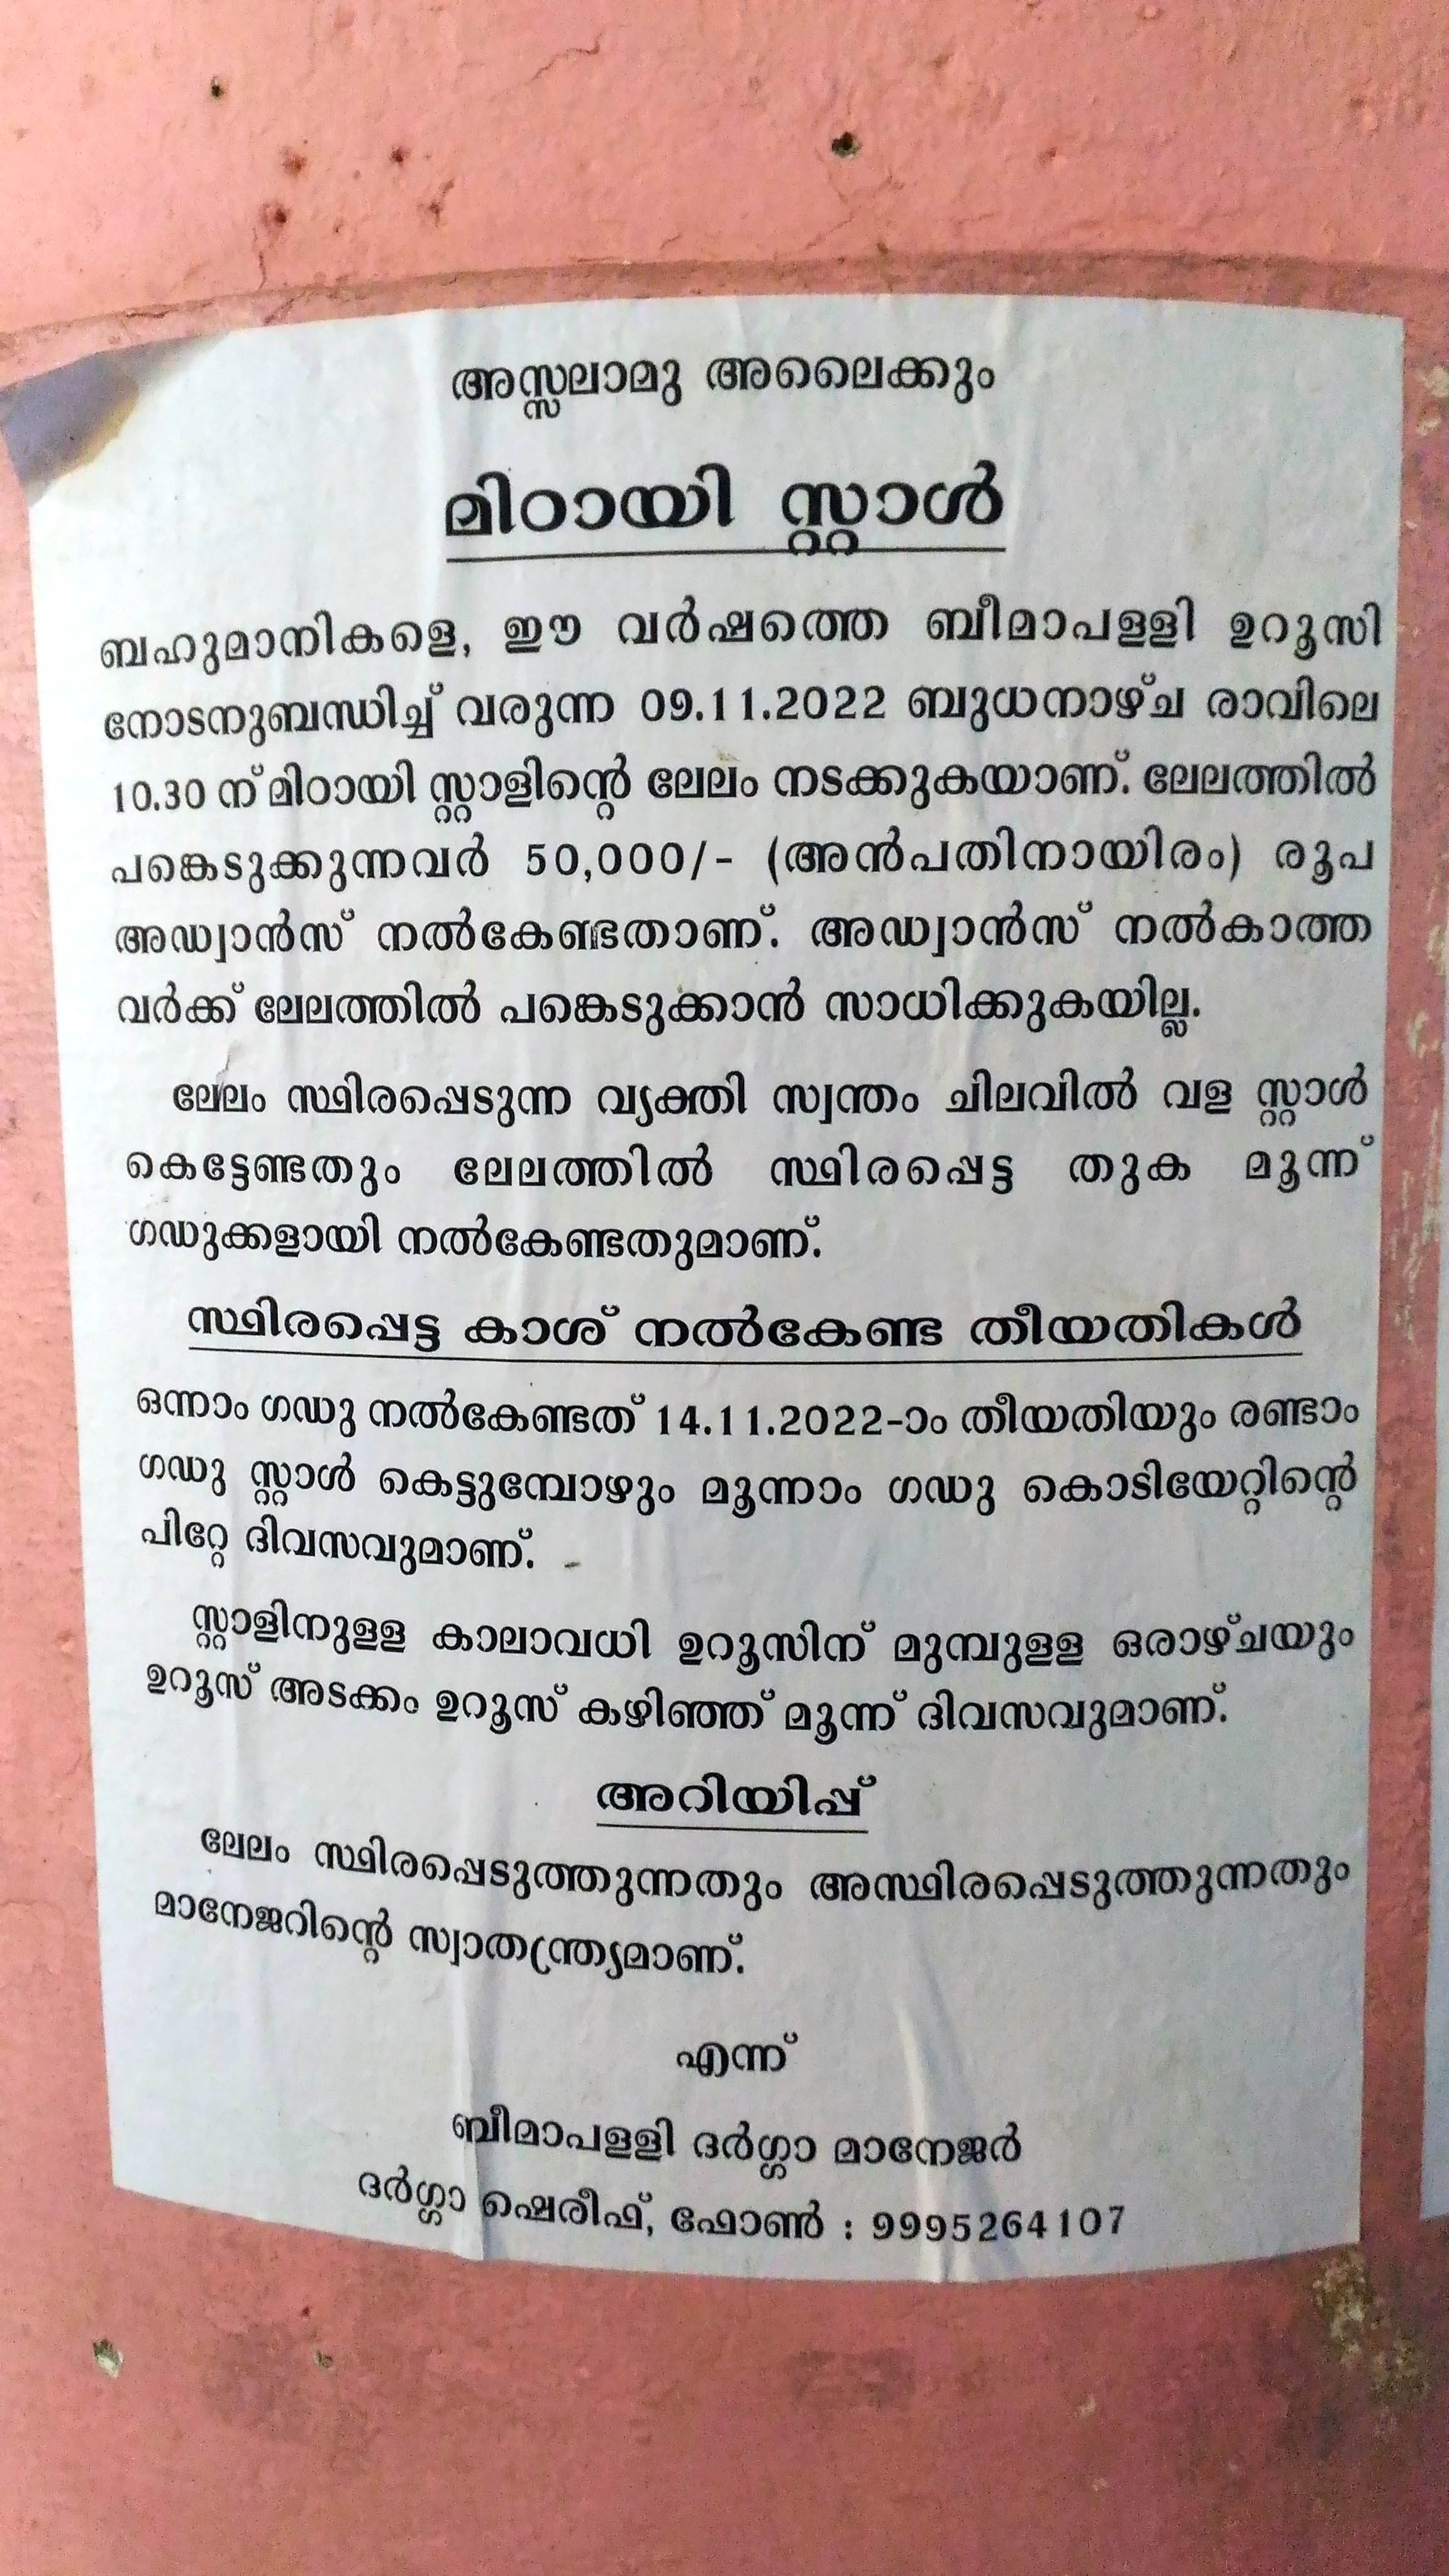 അസ്സലാമു അലൈക്കും
മിഠായി സ്റ്റാൾ
ബഹുമാനികളെ, ഈ വർഷത്തെ ബീമാപള്ളി ഉറൂസി
നോടനുബന്ധിച്ച് വരുന്ന 09.11.2022 ബുധനാഴ്ച രാവിലെ
10.30 ന് മിഠായി സ്റ്റാളിന്റെ ലേലം നടക്കുകയാണ്. ലേലത്തിൽ
പങ്കെടുക്കുന്നവർ 50,000/- (അൻപതിനായിരം) രൂപ
അഡ്വാൻസ് നൽകേണ്ടതാണ്. അഡ്വാൻസ് നൽകാത്ത
വർക്ക് ലേലത്തിൽ പങ്കെടുക്കാൻ സാധിക്കുകയില്ല.
ലേലം സ്ഥിരപ്പെടുന്ന വ്യക്തി സ്വന്തം ചിലവിൽ വള സ്റ്റാൾ
കെട്ടേണ്ടതും ലേലത്തിൽ സ്ഥിരപ്പെട്ട തുക മൂന്ന്
ഗഡുക്കളായി നൽകേണ്ടതുമാണ്.
സ്ഥിരപ്പെട്ട കാശ് നൽകേണ്ട തീയതികൾ
ഒന്നാം ഗഡു നൽകേണ്ടത് 14.11.2022-ാം തീയതിയും രണ്ടാം
ഗഡു സ്റ്റാൾ കെട്ടുമ്പോഴും മൂന്നാം ഗഡു കൊടിയേറ്റിന്റെ
പിറ്റേ ദിവസവുമാണ്.
സ്റ്റാളിനുള്ള കാലാവധി ഉറൂസിന് മുമ്പുള്ള ഒരാഴ്ചയും
ഉറൂസ് അടക്കം ഉറൂസ് കഴിഞ്ഞ് മൂന്ന് ദിവസവുമാണ്.
അറിയിപ്പ്
ലേലം സ്ഥിരപ്പെടുത്തുന്നതും അസ്ഥിരപ്പെടുത്തുന്നതും
മാനേജറിന്റെ സ്വാതന്ത്ര്യമാണ്.
എന്ന്
ബീമാപള്ളി ദർഗ്ഗാ മാനേജർ
ദർഗ്ഗാ ഷെരീഫ്, ഫോൺ : 9995264107